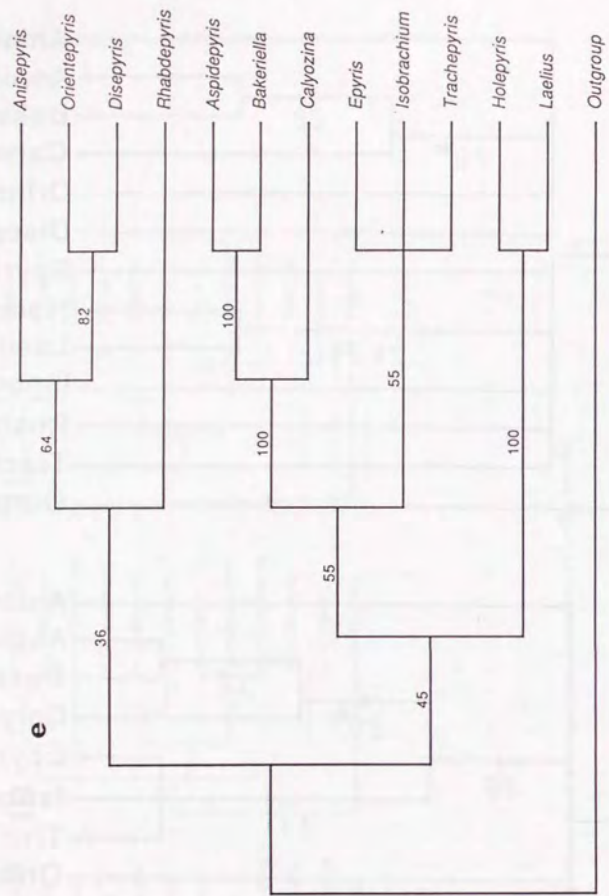 e
Anisepyris
Orientepyris
Disepyris
Rhabdepyris
Aspidepyris
Bakeriella
Calyozina
Epyris
Isobrachium
Trachepyris
Holepyris
Laelius
Outgroup
64
82
36
100
100
55
55
100
45